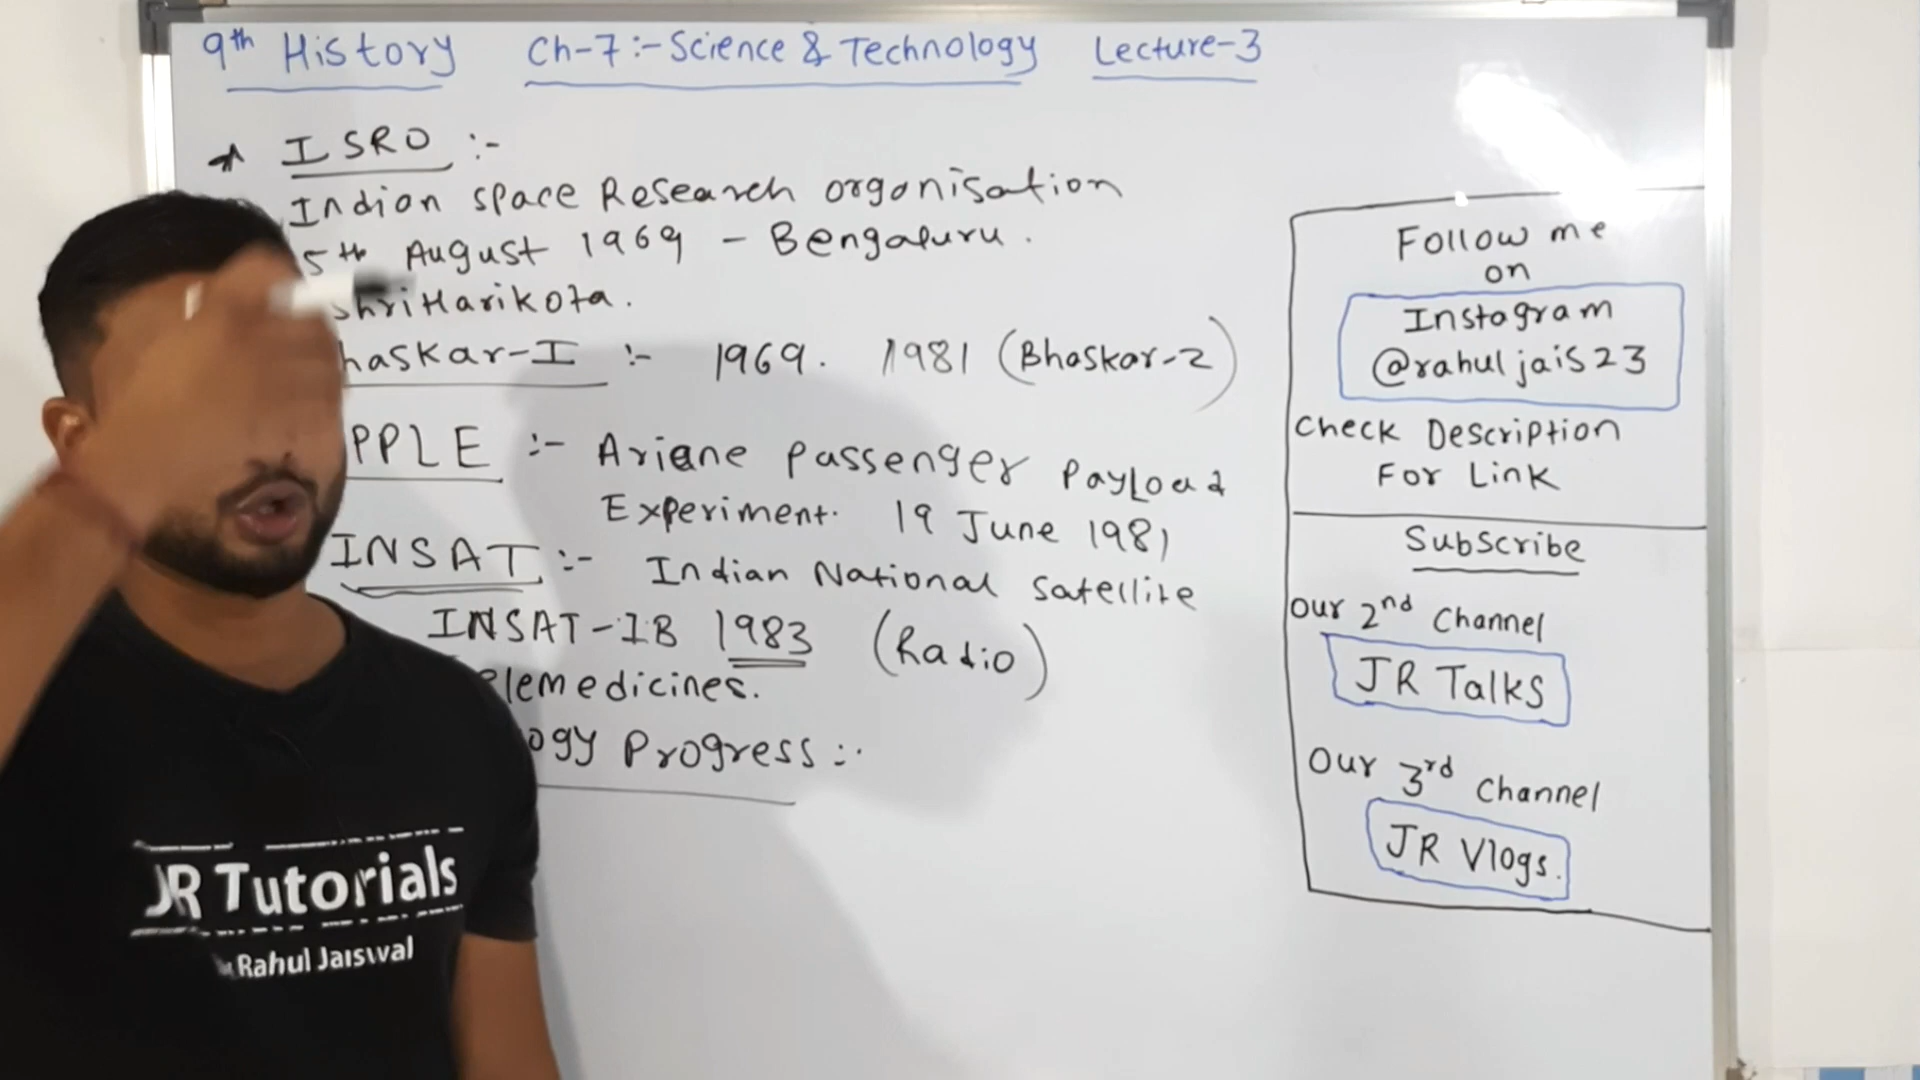 9th History Ch-7:- Science & Technology Lecture-3
ISRO :-
Indian space Research organisation
5th August 1969 - Bengaluru.
shriHarikota.
haskar-I :- 1969. 1981 (Bhaskar-2)
PPLE :- Ariane passenger PayLoad
Experiment. 19 June 1981
INSAT :- Indian National Satellite
INSAT-IB 1983 (Radio)
elemedicines.
ogy Progress :-
Follow me
on
Instagram
@rahuljais23
Check Description
For Link
Subscribe
Our 2nd Channel
JR Talks
Our 3rd Channel
JR Vlogs.
JR Tutorials
Rahul Jaiswal